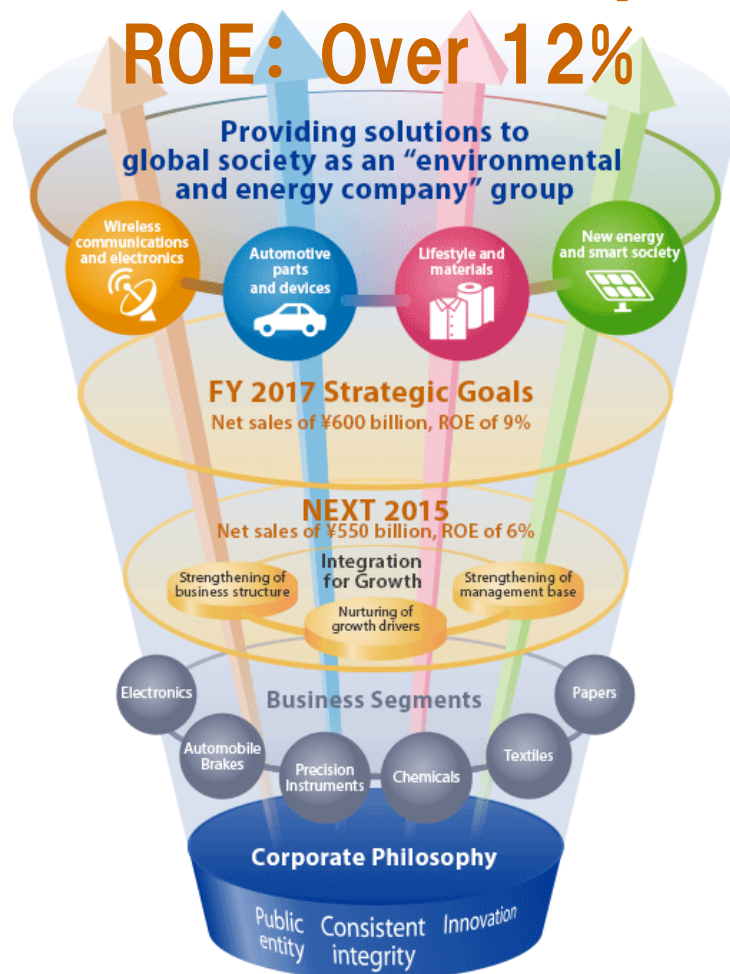 ROE: Over 12%
Providing solutions to
global society as an “environmental
and energy company” group
Wireless
communications
and electronics
Automotive
parts
and devices
Lifestyle and
materials
New energy
and smart society
FY 2017 Strategic Goals
Net sales of ¥600 billion, ROE of 9%
NEXT 2015
Net sales of ¥550 billion, ROE of 6%
Integration
for Growth
Strengthening of
business structure
Nurturing of
growth drivers
Strengthening of
management base
Business Segments
Electronics
Automobile
Brakes
Precision
Instruments
Chemicals
Textiles
Papers
Corporate Philosophy
Public
entity
Consistent
integrity
Innovation